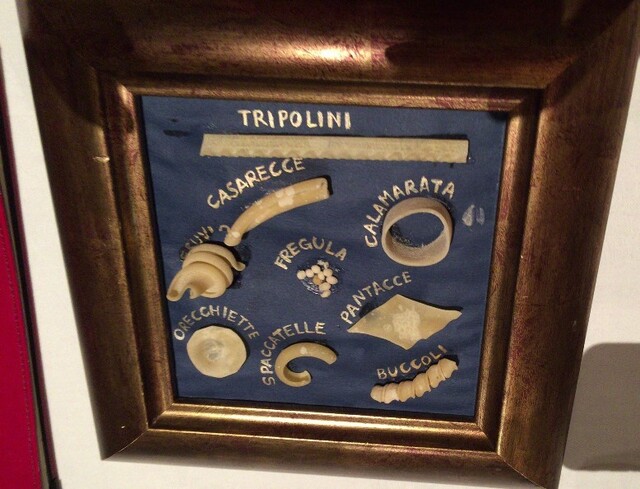 TRIPOLINI
CASARECCE
CALAMARATA
FREGULA
PANTACCE
ORECCHIETTE
SPACCATELLE
BUCCOLI